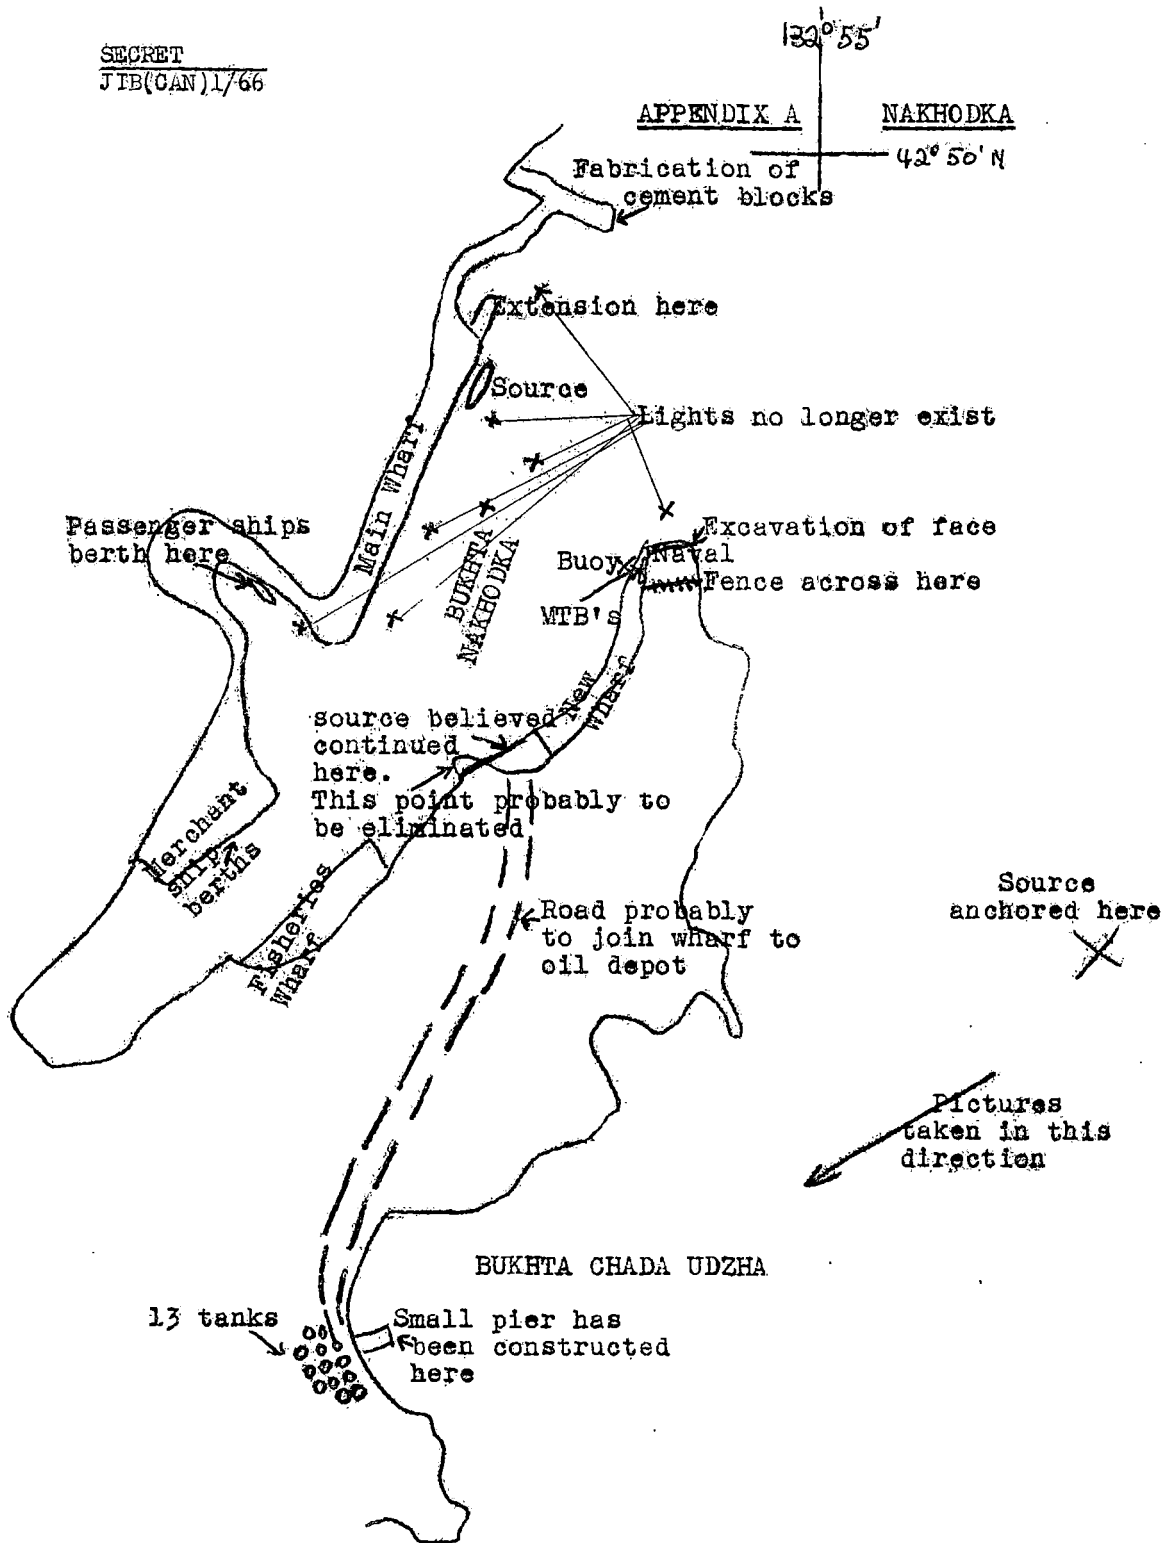 SECRET
JIB(CAN)1/66
132° 55'
APPENDIX A
NAKHODKA
42° 50' N
Fabrication of
cement blocks
Extension here
Source
Lights no longer exist
Main Wharf
Passenger ships
berth here
BUKHTA
NAKHODKA
Excavation of face
Buoy
Naval
Fence across here
MTB's
New
Wharf
source believed
continued
here.
This point probably to
be eliminated
Merchant
ship
berths
Fisheries
Wharf
Road probably
to join wharf to
oil depot
Source
anchored here
Pictures
taken in this
direction
BUKHTA CHADA UDZHA
13 tanks
Small pier has
been constructed
here